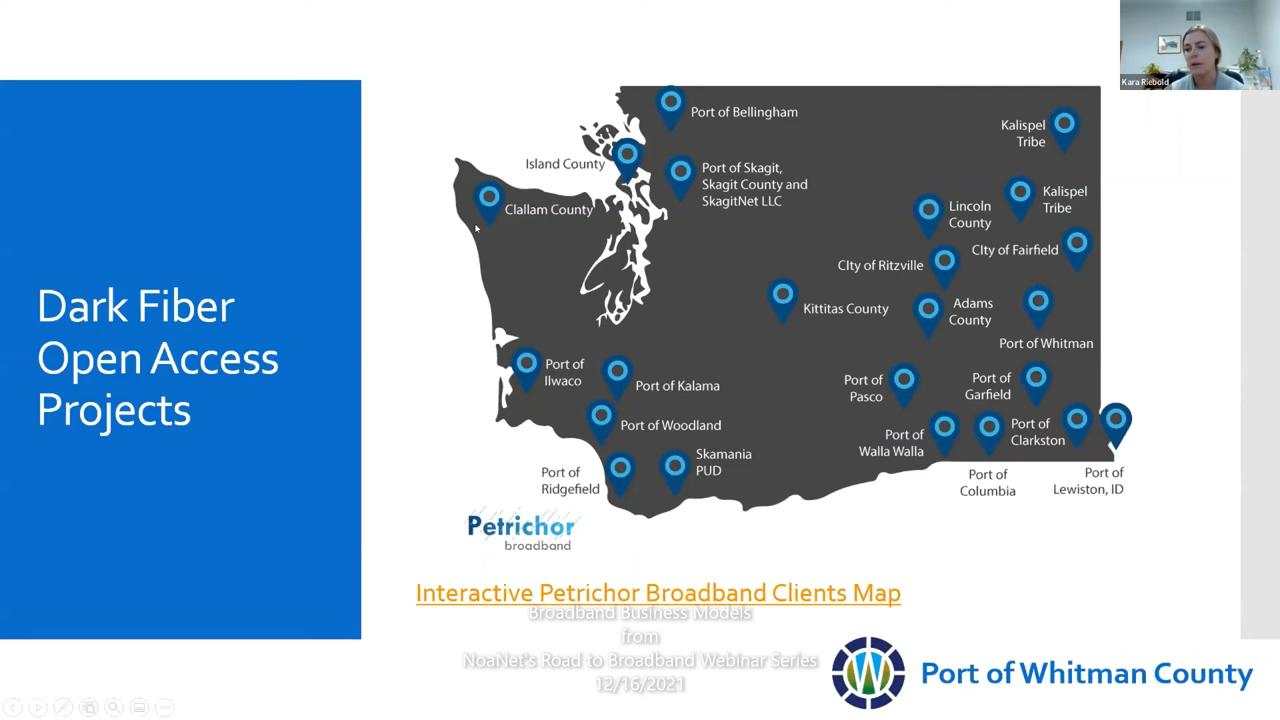 Kara Riebold
Dark Fiber
Open Access
Projects
Port of Bellingham
Island County
Port of Skagit,
Skagit County and
SkagitNet LLC
Clallam County
Kalispel
Tribe
Kalispel
Tribe
Lincoln
County
CIty of Fairfield
CIty of Ritzville
Kittitas County
Adams
County
Port of Whitman
Port of
Ilwaco
Port of Kalama
Port of
Pasco
Port of
Garfield
Port of Woodland
Port of
Walla Walla
Port of
Clarkston
Skamania
PUD
Port of
Ridgefield
Port of
Columbia
Port of
Lewiston, ID
Petrichor
broadband
Interactive Petrichor Broadband Clients Map
Broadband Business Models
from
NoaNet's Road to Broadband Webinar Series
12/16/2021
Port of Whitman County